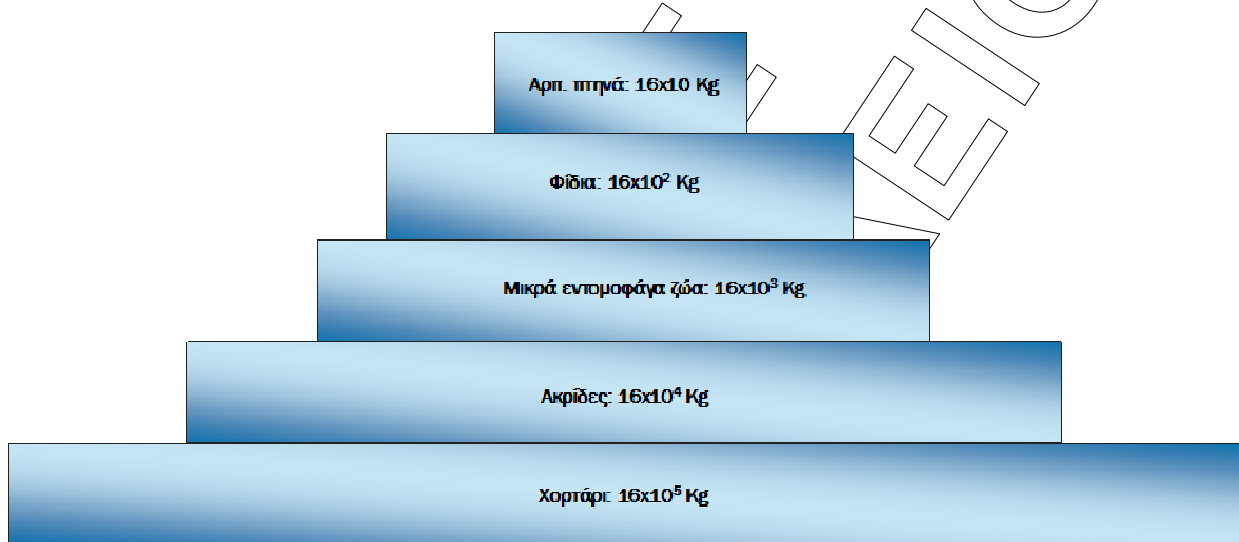 Αρπ. πτηνά: 16x10 Kg
Φίδια: 16x10² Kg
Μικρά εντομοφάγα ζώα: 16x10³ Kg
Ακρίδες: 16x10⁴ Kg
Χορτάρι: 16x10⁵ Kg